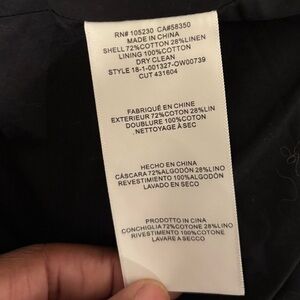 RN# 105230 CA#58350
MADE IN CHINA
SHELL 72%COTTON 28%LINEN
LINING 100%COTTON
DRY CLEAN
STYLE 18-1-001327-OW00739
CUT 431604
FABRIQUÉ EN CHINE
EXTERIEUR 72%COTON 28%LIN
DOUBLURE 100%COTON
NETTOYAGE À SEC
HECHO EN CHINA
CÁSCARA 72%ALGODÓN 28%LINO
REVESTIMIENTO 100%ALGODÓN
LAVADO EN SECO
PRODOTTO IN CINA
CONCHIGLIA 72%COTONE 28%LINO
RIVESTIMENTO 100%COTONE
LAVARE A SECCO